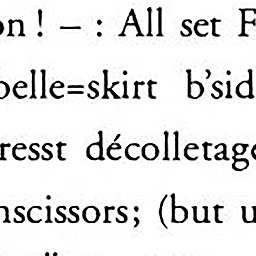 on! – : All set F
belle=skirt b'sid
resst décolletage
nscissors; (but u